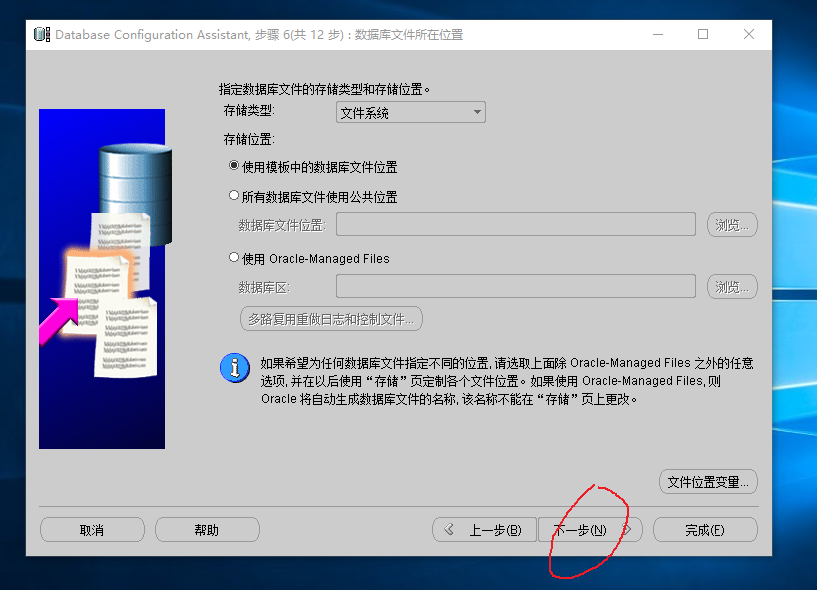 Database Configuration Assistant, 步骤 6(共 12 步) : 数据库文件所在位置
指定数据库文件的存储类型和存储位置。
存储类型:
文件系统
存储位置:
使用模板中的数据库文件位置
所有数据库文件使用公共位置
数据库文件位置:
浏览...
使用 Oracle-Managed Files
数据库区:
浏览...
多路复用重做日志和控制文件...
如果希望为任何数据库文件指定不同的位置, 请选取上面除 Oracle-Managed Files 之外的任意
选项, 并在以后使用“存储”页定制各个文件位置。如果使用 Oracle-Managed Files, 则
Oracle 将自动生成数据库文件的名称, 该名称不能在“存储”页上更改。
文件位置变量...
取消
帮助
上一步(B)
下一步(N)
完成(F)